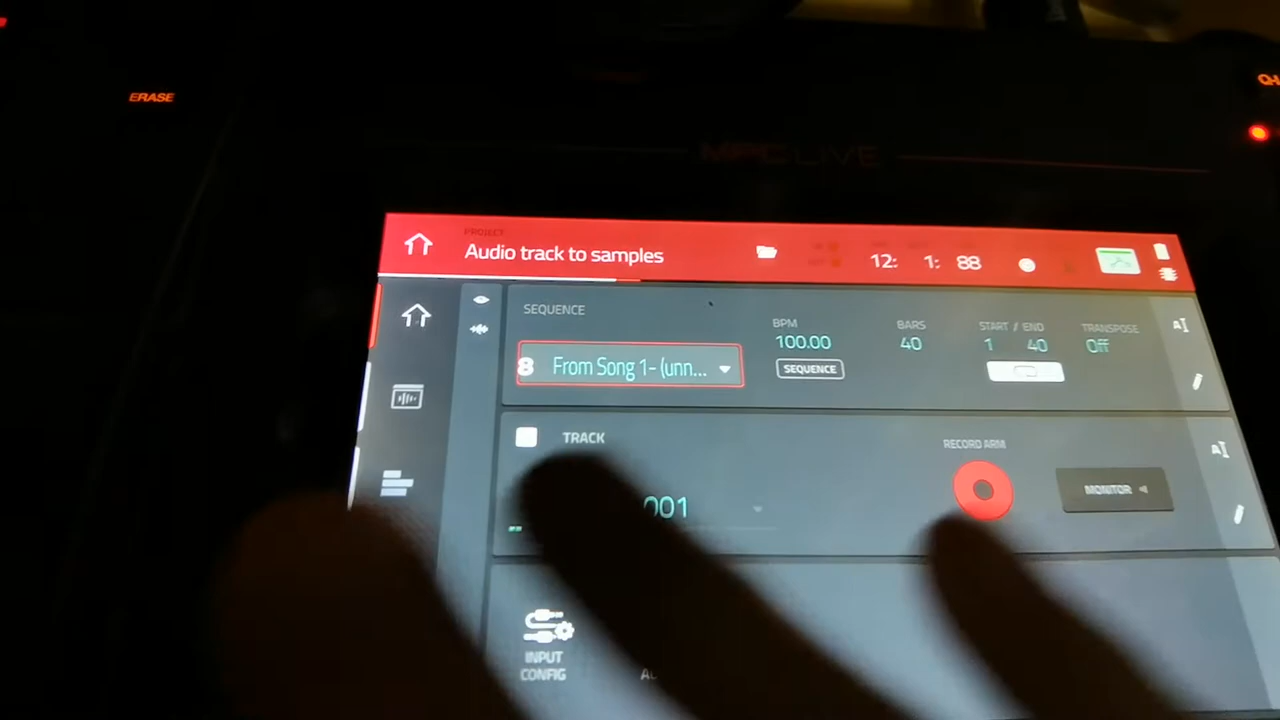 ERASE
MPC LIVE
PROJECT
Audio track to samples
12: 1: 88
SEQUENCE
8 From Song 1- (unn...
BPM
100.00
SEQUENCE
BARS
40
START / END
1 40
TRANSPOSE
Off
TRACK
001
RECORD ARM
MONITOR
INPUT
CONFIG